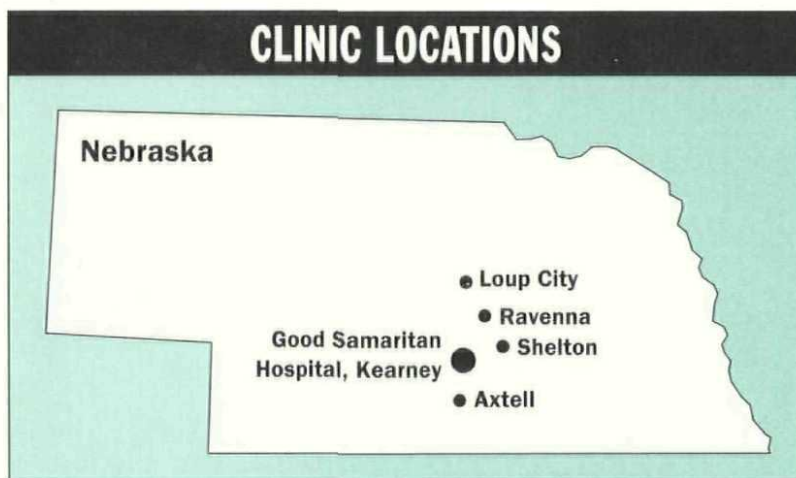 CLINIC LOCATIONS
Nebraska
Loup City
Ravenna
Shelton
Good Samaritan
Hospital, Kearney
Axtell